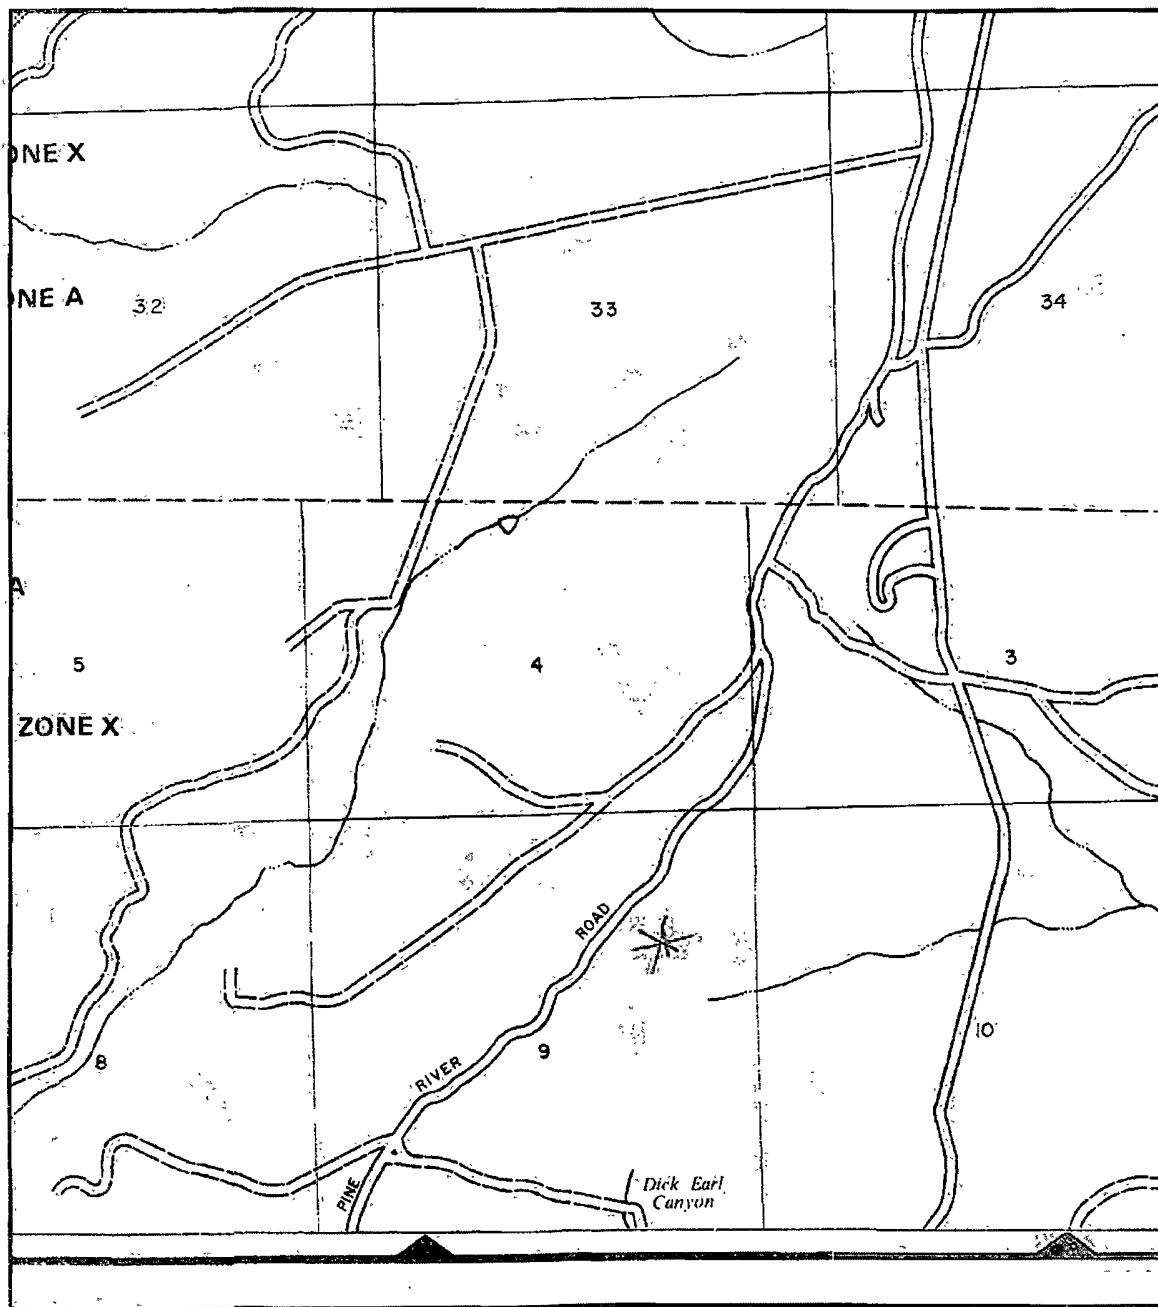 ONE X
ONE A
32
33
34
A
5
4
3
ZONE X
ROAD
RIVER
9
10
8
PINE
Dick Earl
Canyon